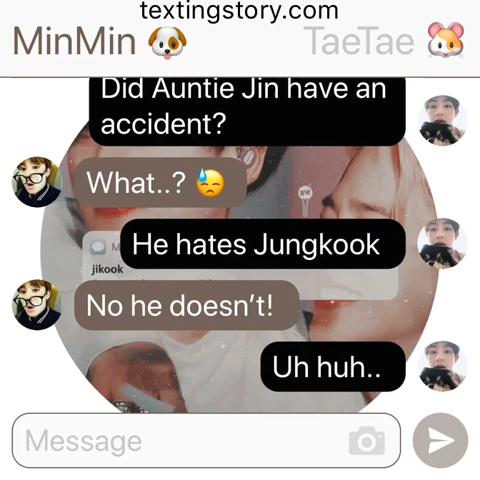 textingstory.com
MinMin 🐶 TaeTae 🐹
Did Auntie Jin have an
accident?
What..? 😓
He hates Jungkook
jikook
No he doesn't!
Uh huh..
Message